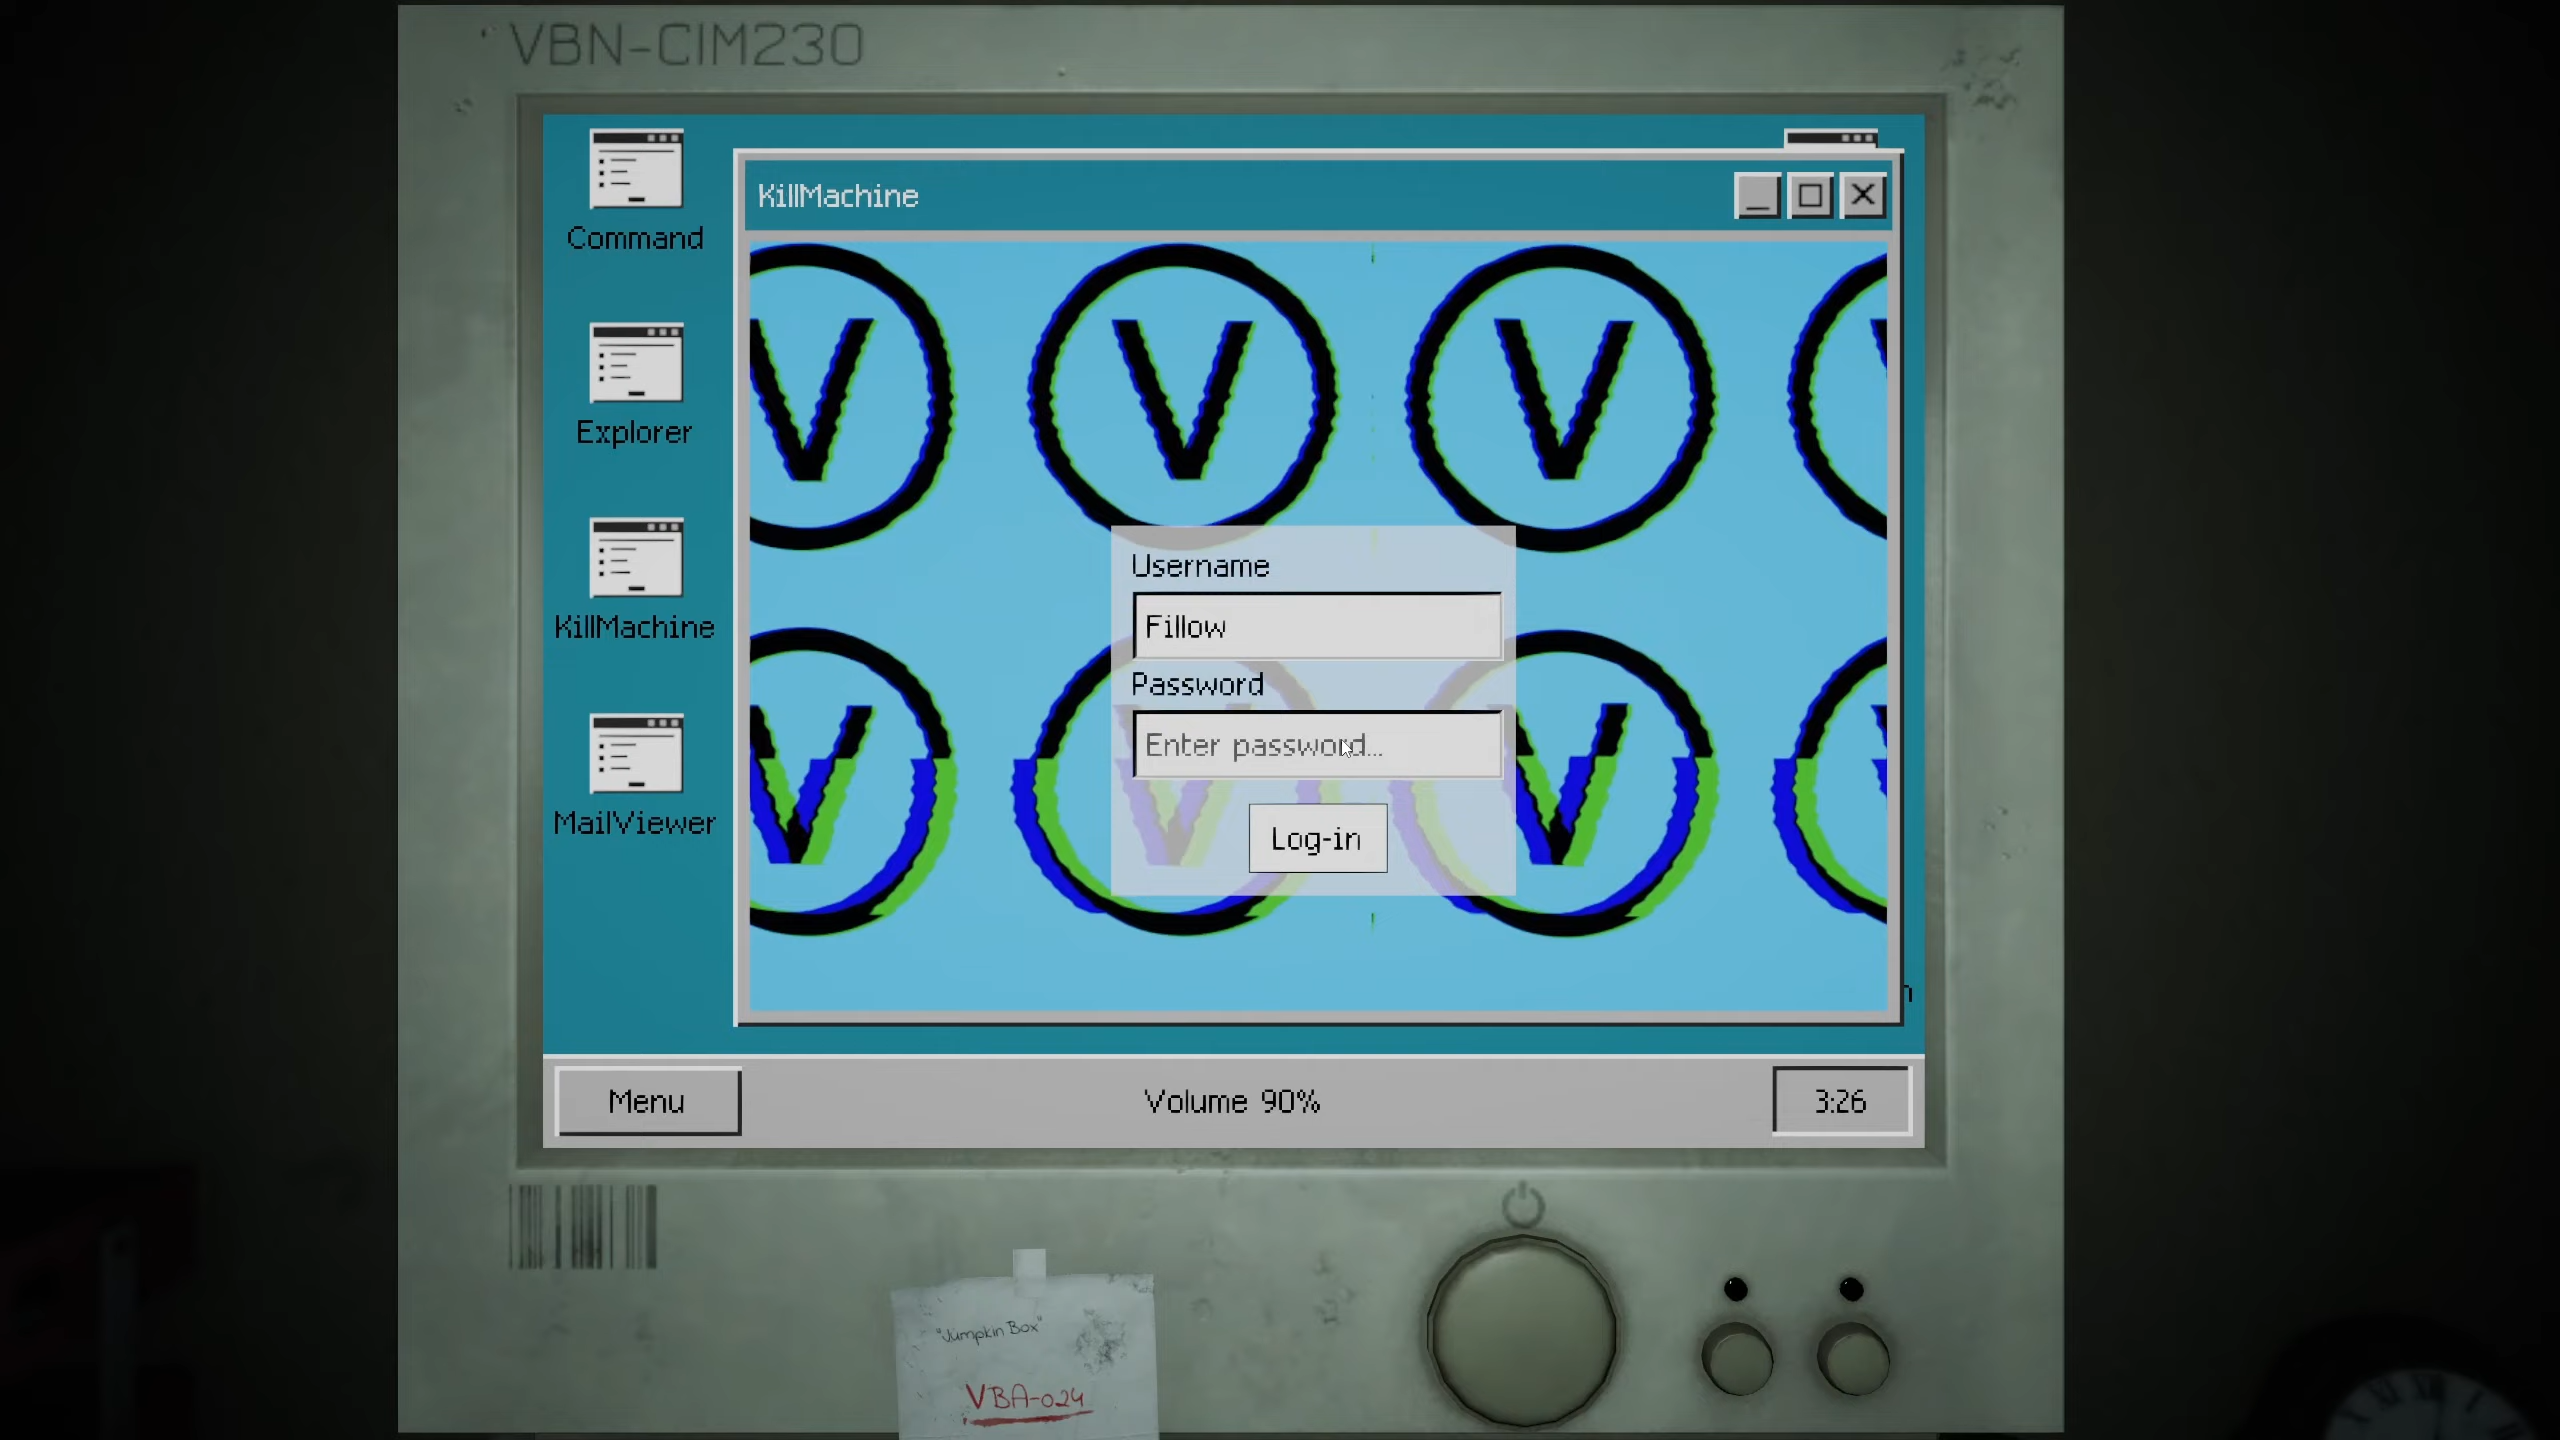 VBN-CIM230
Command
Explorer
KillMachine
MailViewer
KillMachine
V V V V
Username
Fillow
Password
Enter password...
Log-in
V V V V
n
Menu
Volume 90%
3:26
"Jumpkin Box"
VBA-024